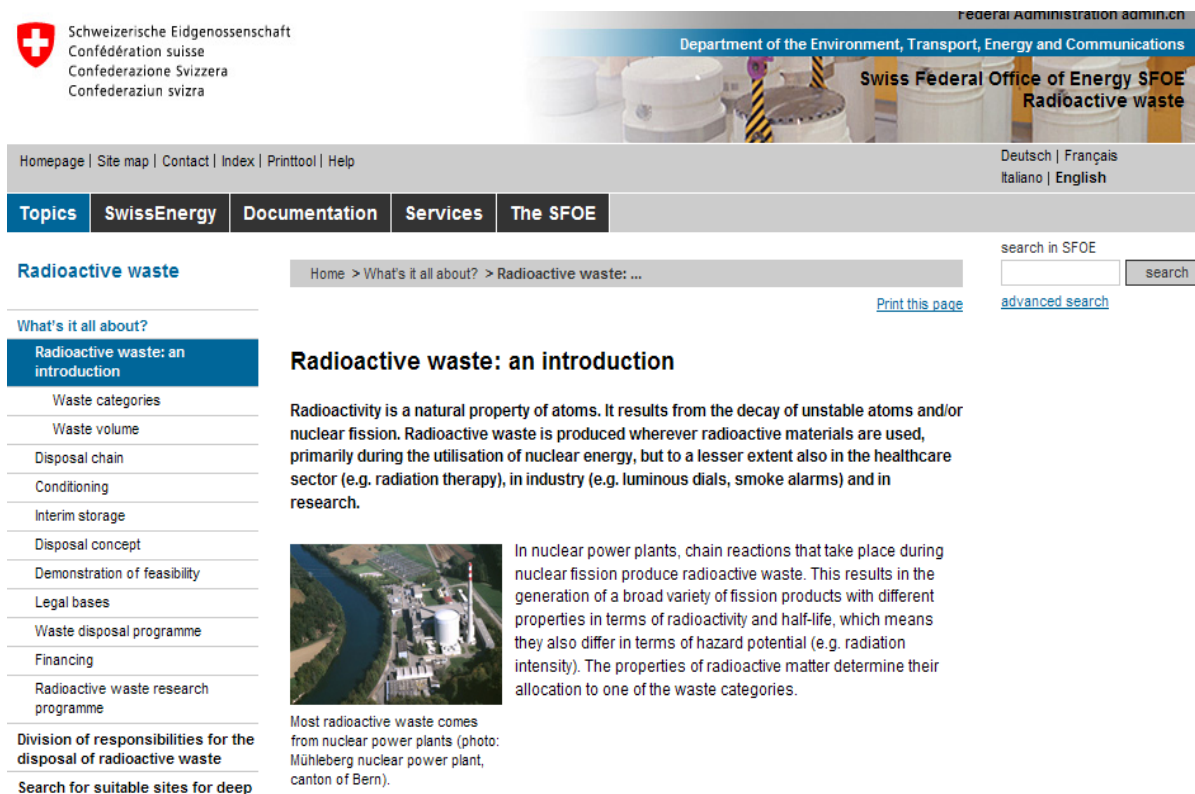 Schweizerische Eidgenossenschaft
Confédération suisse
Confederazione Svizzera
Confederaziun svizra
Federal Administration admin.ch
Department of the Environment, Transport, Energy and Communications
Swiss Federal Office of Energy SFOE
Radioactive waste
Homepage | Site map | Contact | Index | Printtool | Help
Deutsch | Français
Italiano | English
Topics
SwissEnergy
Documentation
Services
The SFOE
search in SFOE
search
advanced search
Radioactive waste
What's it all about?
Radioactive waste: an
introduction
Waste categories
Waste volume
Disposal chain
Conditioning
Interim storage
Disposal concept
Demonstration of feasibility
Legal bases
Waste disposal programme
Financing
Radioactive waste research
programme
Division of responsibilities for the
disposal of radioactive waste
Search for suitable sites for deep
Home > What's it all about? > Radioactive waste: ...
Print this page
Radioactive waste: an introduction
Radioactivity is a natural property of atoms. It results from the decay of unstable atoms and/or
nuclear fission. Radioactive waste is produced wherever radioactive materials are used,
primarily during the utilisation of nuclear energy, but to a lesser extent also in the healthcare
sector (e.g. radiation therapy), in industry (e.g. luminous dials, smoke alarms) and in
research.
In nuclear power plants, chain reactions that take place during
nuclear fission produce radioactive waste. This results in the
generation of a broad variety of fission products with different
properties in terms of radioactivity and half-life, which means
they also differ in terms of hazard potential (e.g. radiation
intensity). The properties of radioactive matter determine their
allocation to one of the waste categories.
Most radioactive waste comes
from nuclear power plants (photo:
Mühleberg nuclear power plant,
canton of Bern).